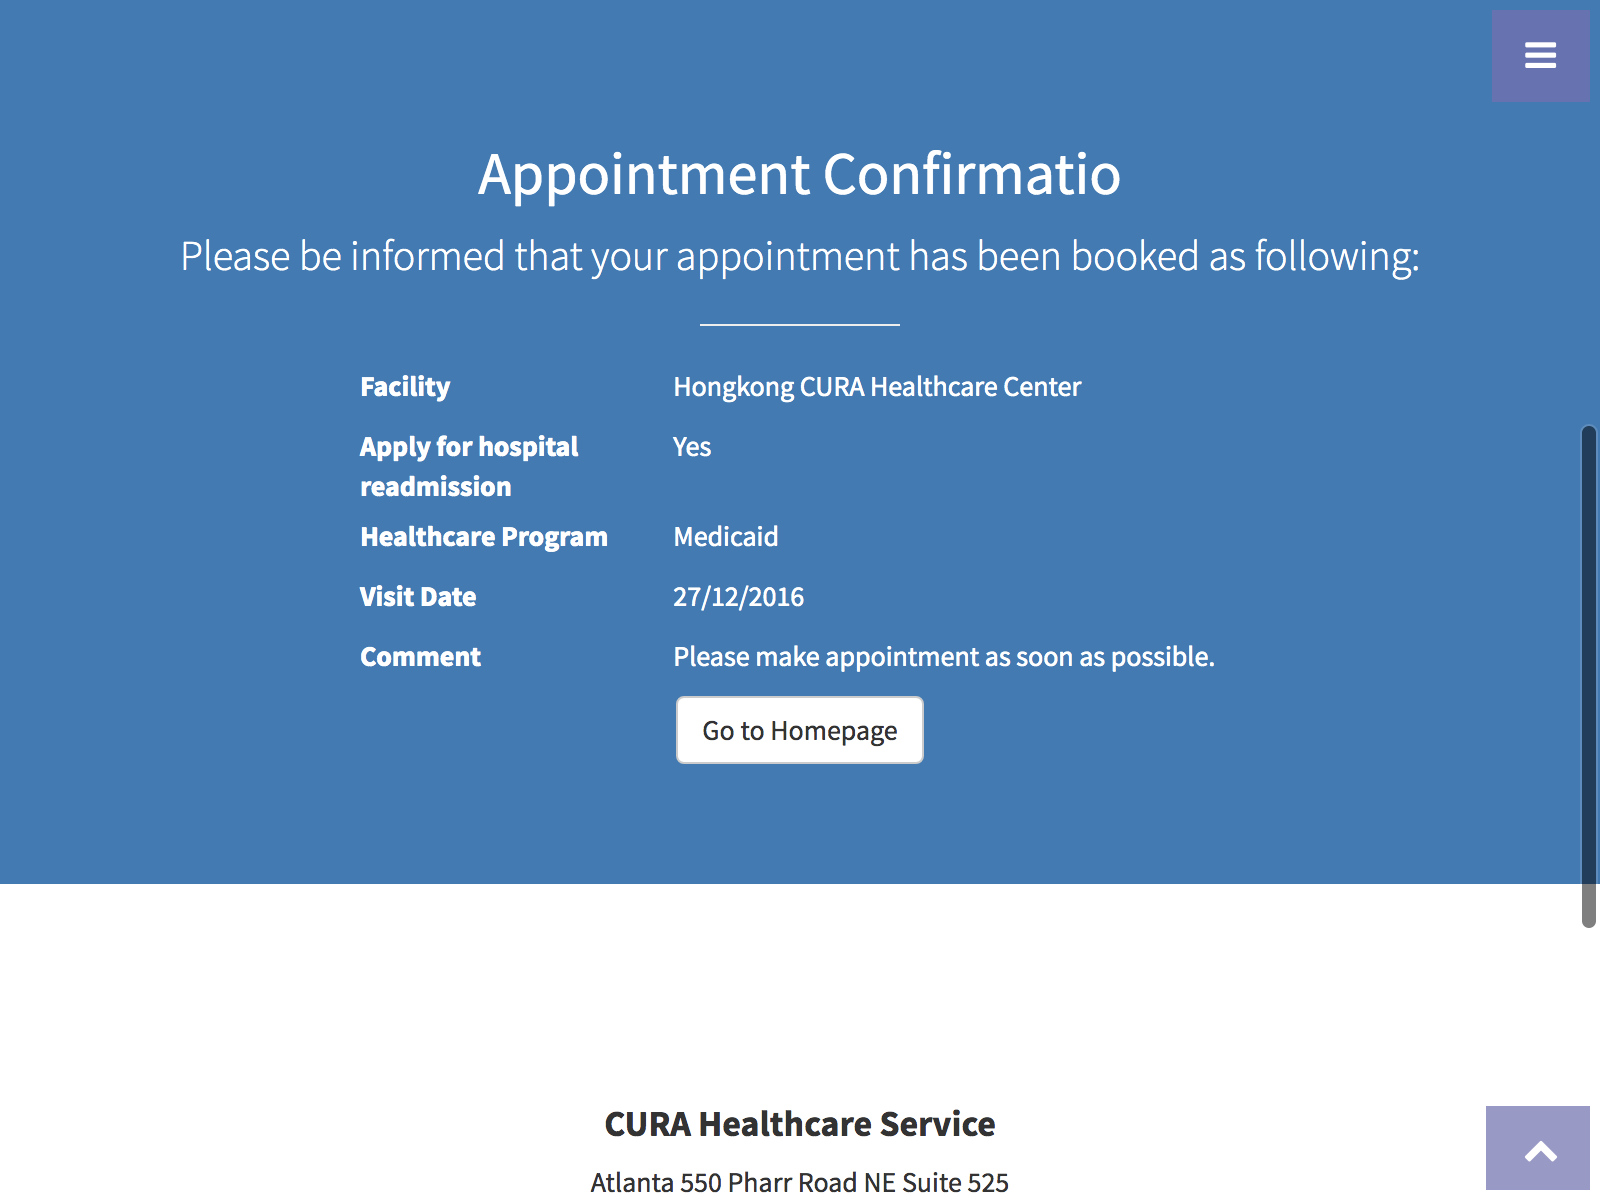 Appointment Confirmatio
Please be informed that your appointment has been booked as following:
Facility Hongkong CURA Healthcare Center
Apply for hospital readmission Yes
Healthcare Program Medicaid
Visit Date 27/12/2016
Comment Please make appointment as soon as possible.
Go to Homepage
CURA Healthcare Service
Atlanta 550 Pharr Road NE Suite 525